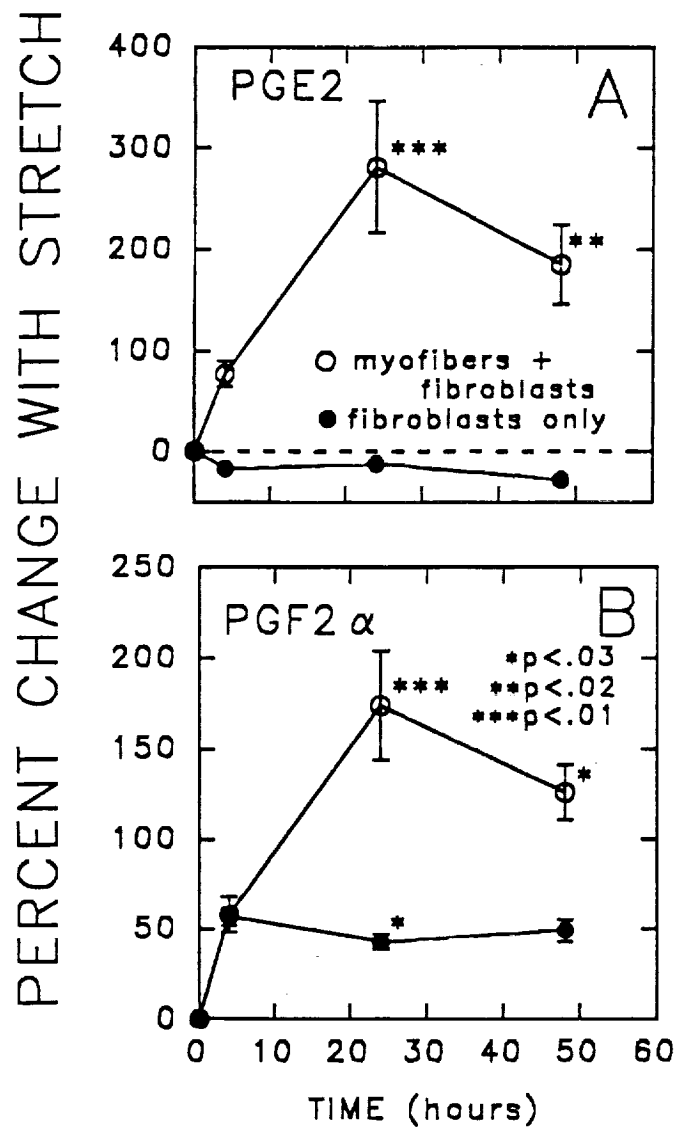 PERCENT CHANGE WITH STRETCH
400
PGE2
A
300
***
200
**
100
myofibers +
fibroblasts
fibroblasts only
0
250
PGF2 α
B
200
*p<.03
***
**p<.02
***p<.01
150
*
100
50
*
0
0 10 20 30 40 50 60
TIME (hours)